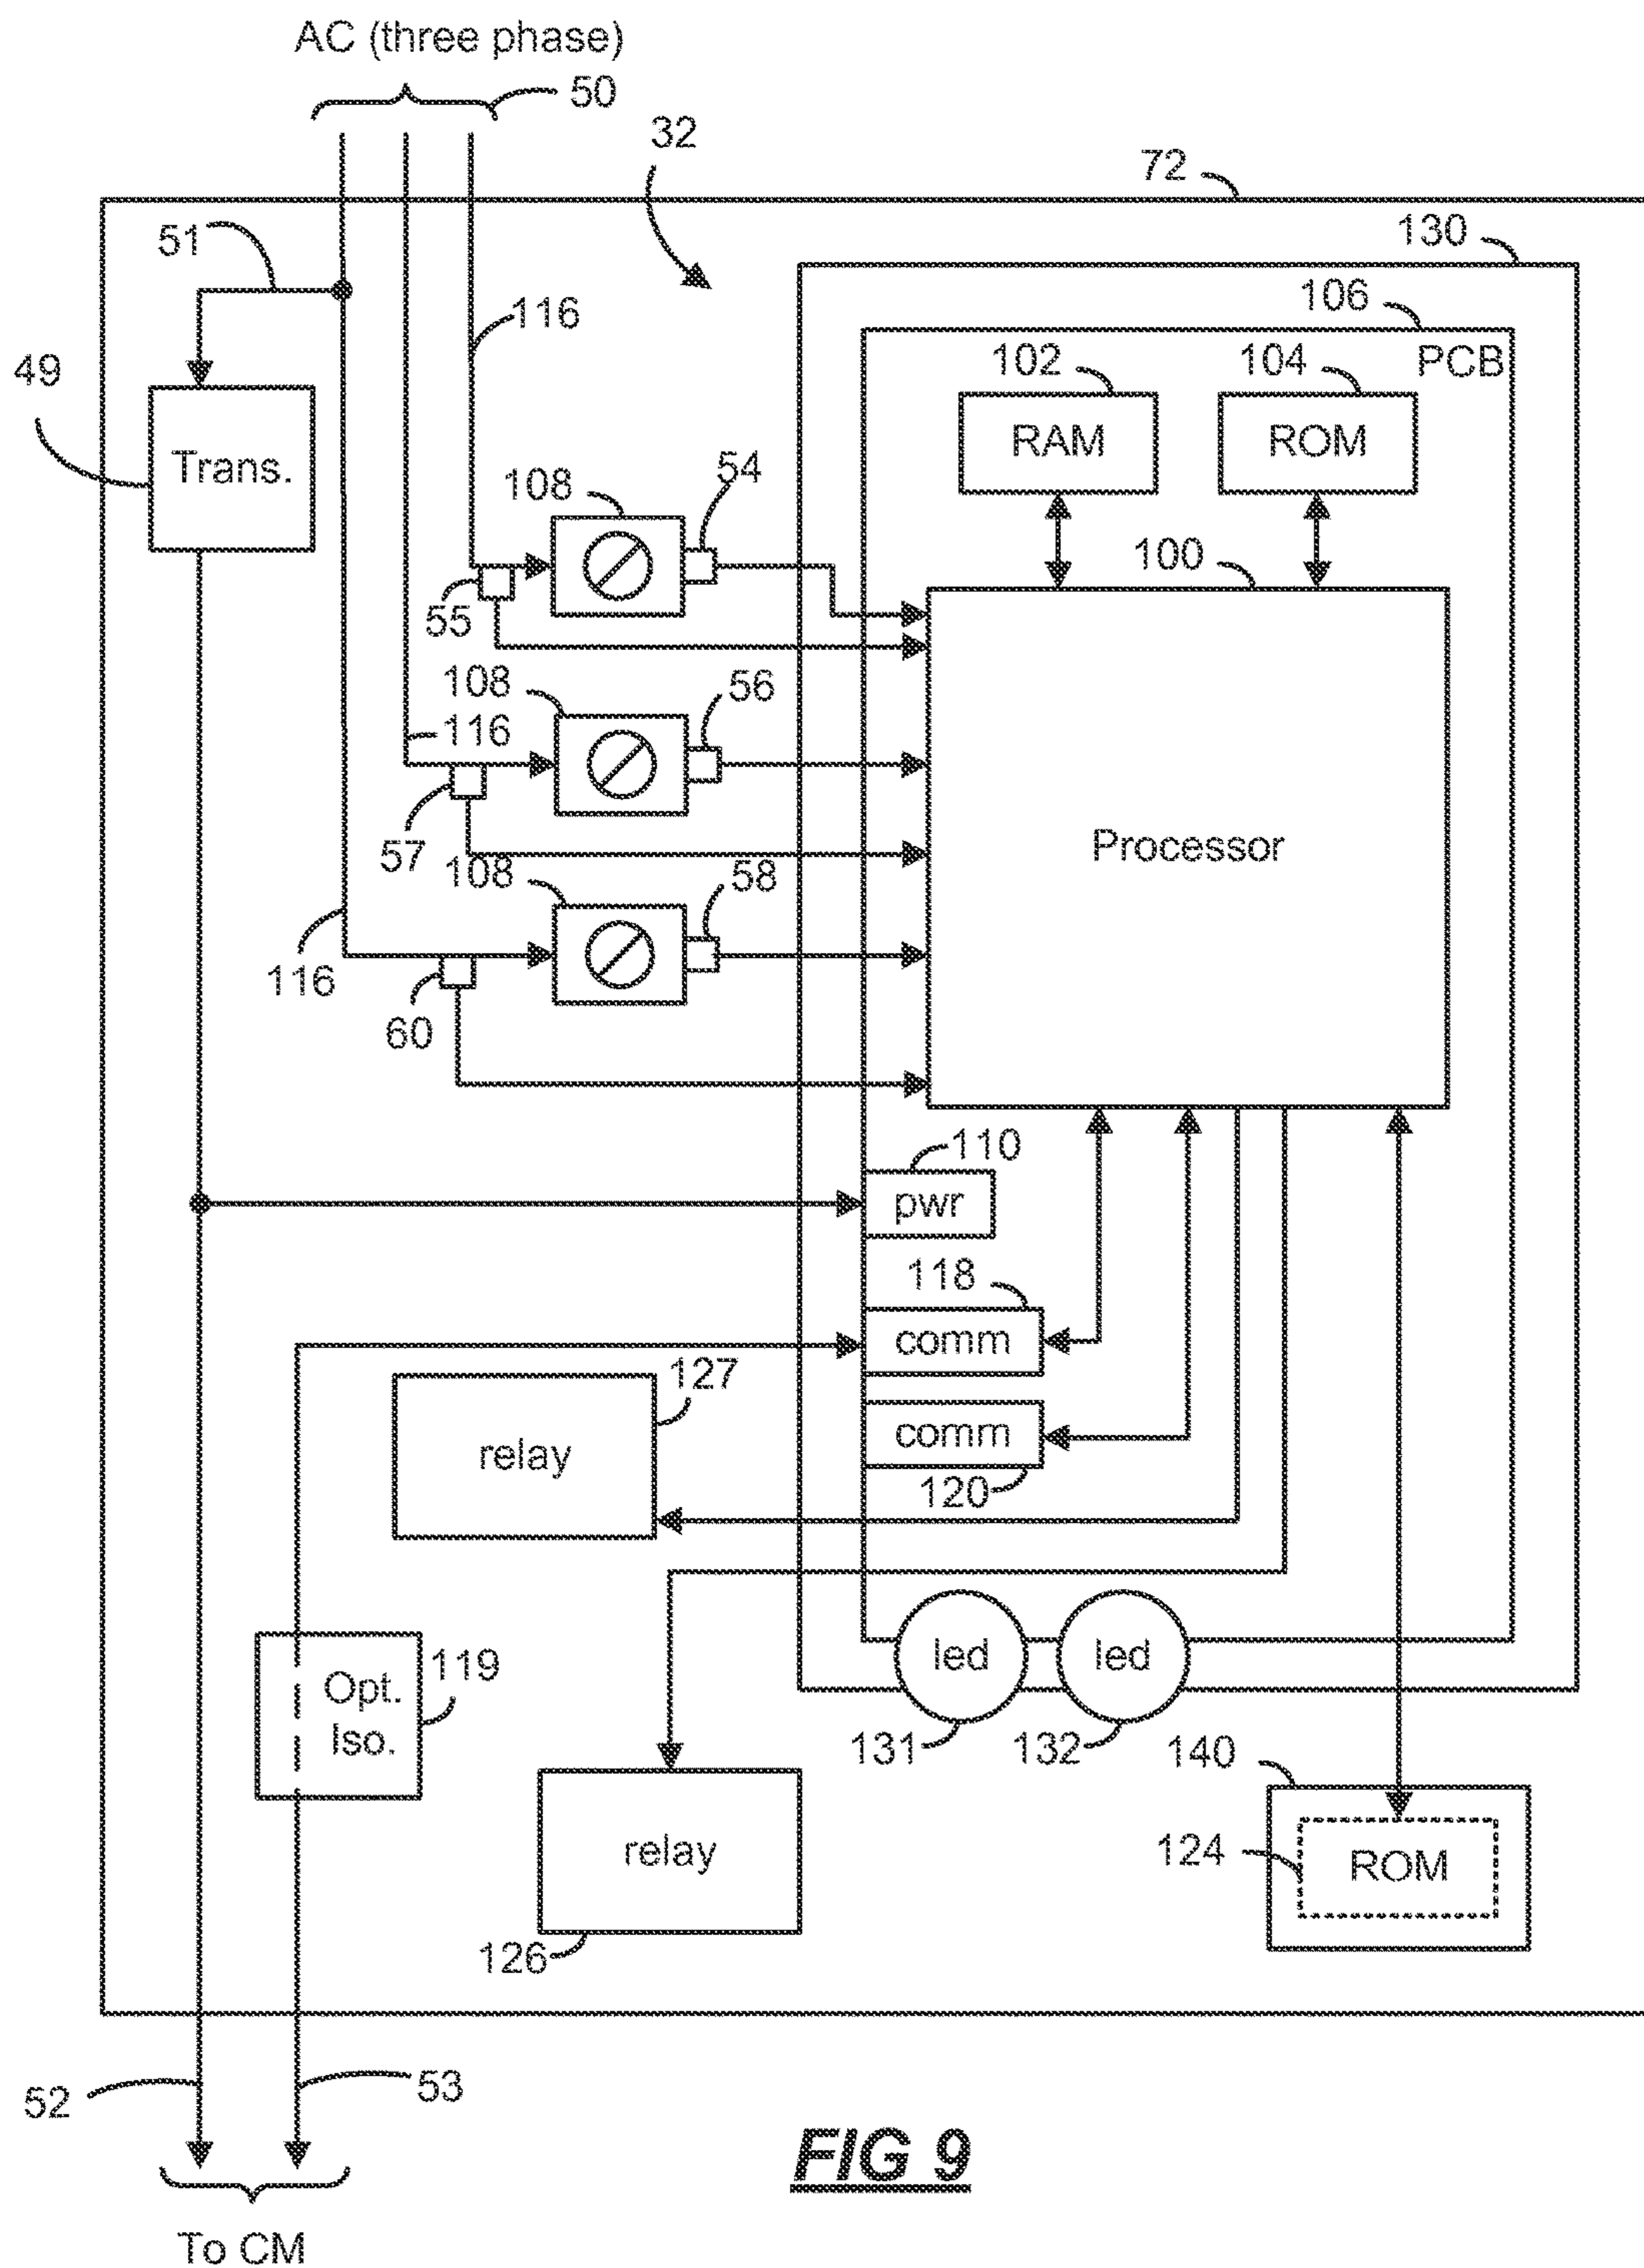 AC (three phase)
50
32
72
51
130
116
106
49
102
104
PCB
RAM
ROM
Trans.
54
108
100
55
108
56
116
Processor
57
108
58
116
60
110
pwr
118
comm
127
relay
comm
120
119
Opt.
Iso.
led
led
131
132
140
relay
124
ROM
126
52
53
FIG 9
To CM